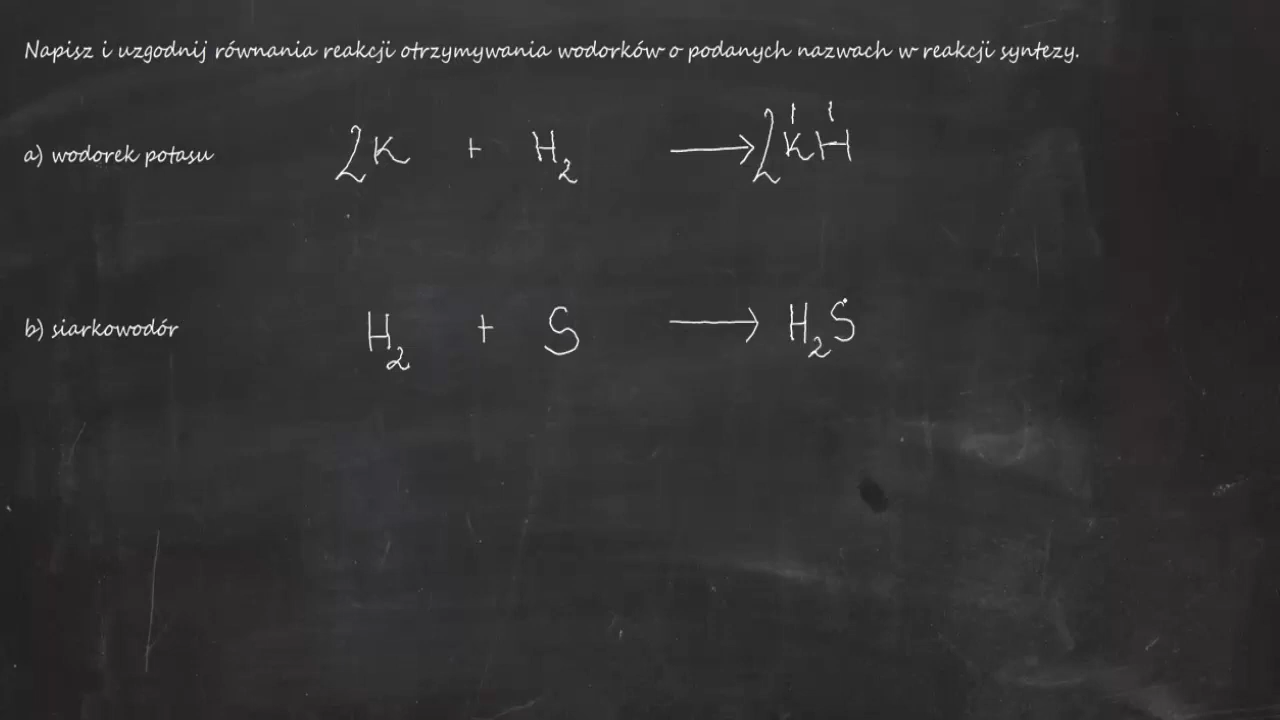 Napisz i uzgodnij równania reakcji otrzymywania wodorków o podanych nazwach w reakcji syntezy.
a) wodorek potasu 2K + H₂ → 2KH
I I
b) siarkowodór H₂ + S → H₂S